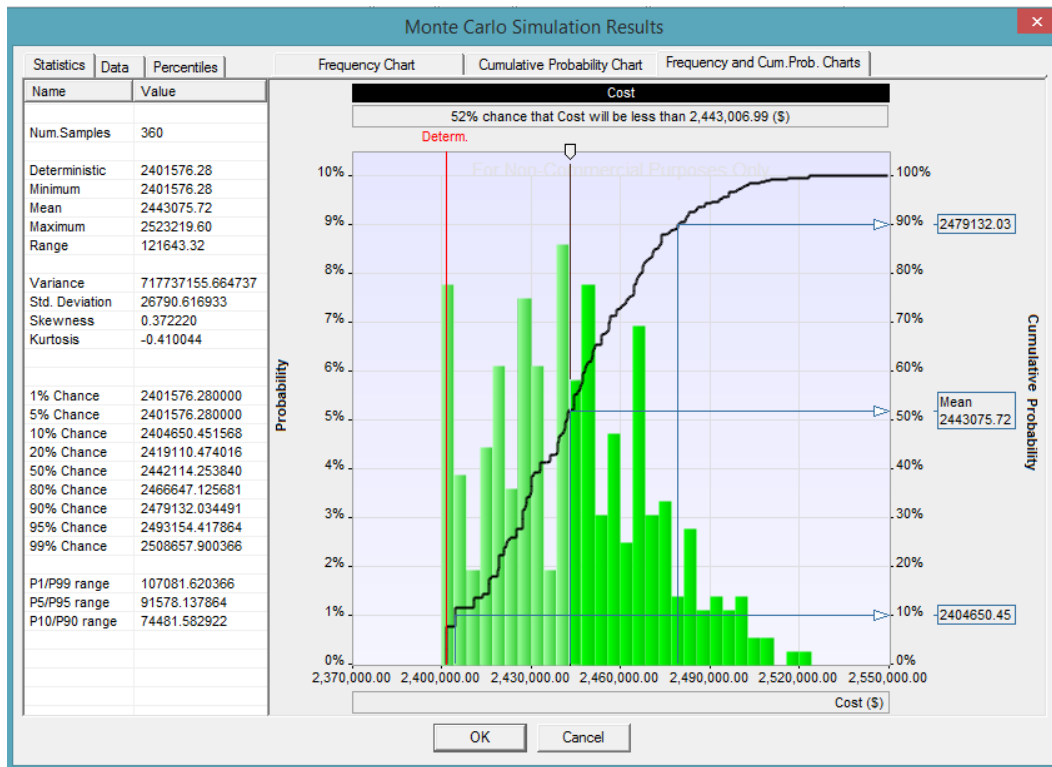 Monte Carlo Simulation Results
Statistics Data Percentiles
Frequency Chart Cumulative Probability Chart Frequency and Cum.Prob. Charts
Name Value
Num.Samples 360
Deterministic 2401576.28
Minimum 2401576.28
Mean 2443075.72
Maximum 2523219.60
Range 121643.32
Variance 717737155.664737
Std. Deviation 26790.616933
Skewness 0.372220
Kurtosis -0.410044
1% Chance 2401576.280000
5% Chance 2401576.280000
10% Chance 2404650.451568
20% Chance 2419110.474016
50% Chance 2442114.253840
80% Chance 2466647.125681
90% Chance 2479132.034491
95% Chance 2493154.417864
99% Chance 2508657.900366
P1/P99 range 107081.620366
P5/P95 range 91578.137864
P10/P90 range 74481.582922
Cost
52% chance that Cost will be less than 2,443,006.99 ($)
Determ.
For Non-Commercial Purposes Only
Probability
10%
9%
8%
7%
6%
5%
4%
3%
2%
1%
0%
100%
90%
80%
70%
60%
50%
40%
30%
20%
10%
0%
2479132.03
Mean
2443075.72
2404650.45
Cumulative Probability
2,370,000.00 2,400,000.00 2,430,000.00 2,460,000.00 2,490,000.00 2,520,000.00 2,550,000.00
Cost ($)
OK Cancel